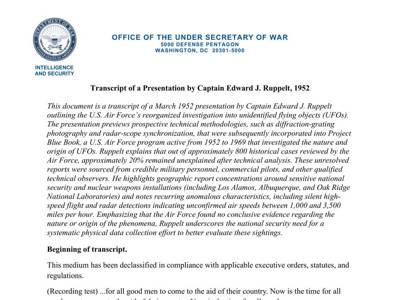 OFFICE OF THE UNDER SECRETARY OF WAR
5000 DEFENSE PENTAGON
WASHINGTON, DC 20301-5000
INTELLIGENCE
AND SECURITY
Transcript of a Presentation by Captain Edward J. Ruppelt, 1952
This document is a transcript of a March 1952 presentation by Captain Edward J. Ruppelt
outlining the U.S. Air Force’s reorganized investigation into unidentified flying objects (UFOs).
The presentation previews prospective technical methodologies, such as diffraction-grating
photography and radar-scope synchronization, that were subsequently incorporated into Project
Blue Book, a U.S. Air Force program active from 1952 to 1969 that investigated the nature and
origin of UFOs. Ruppelt explains that out of approximately 800 historical cases reviewed by the
Air Force, approximately 20% remained unexplained after technical analysis. These unresolved
reports were sourced from credible military personnel, commercial pilots, and other qualified
technical observers. He highlights geographic report concentrations around sensitive national
security and nuclear weapons installations (including Los Alamos, Albuquerque, and Oak Ridge
National Laboratories) and notes recurring anomalous characteristics, including silent high-
speed flight and radar detections indicating unconfirmed air speeds between 1,000 and 3,500
miles per hour. Emphasizing that the Air Force found no conclusive evidence regarding the
nature or origin of the phenomena, Ruppelt underscores the national security need for a
systematic physical data collection effort to better evaluate these sightings.
Beginning of transcript.
This medium has been declassified in compliance with applicable executive orders, statutes, and
regulations.
(Recording test) ...for all good men to come to the aid of their country. Now is the time for all